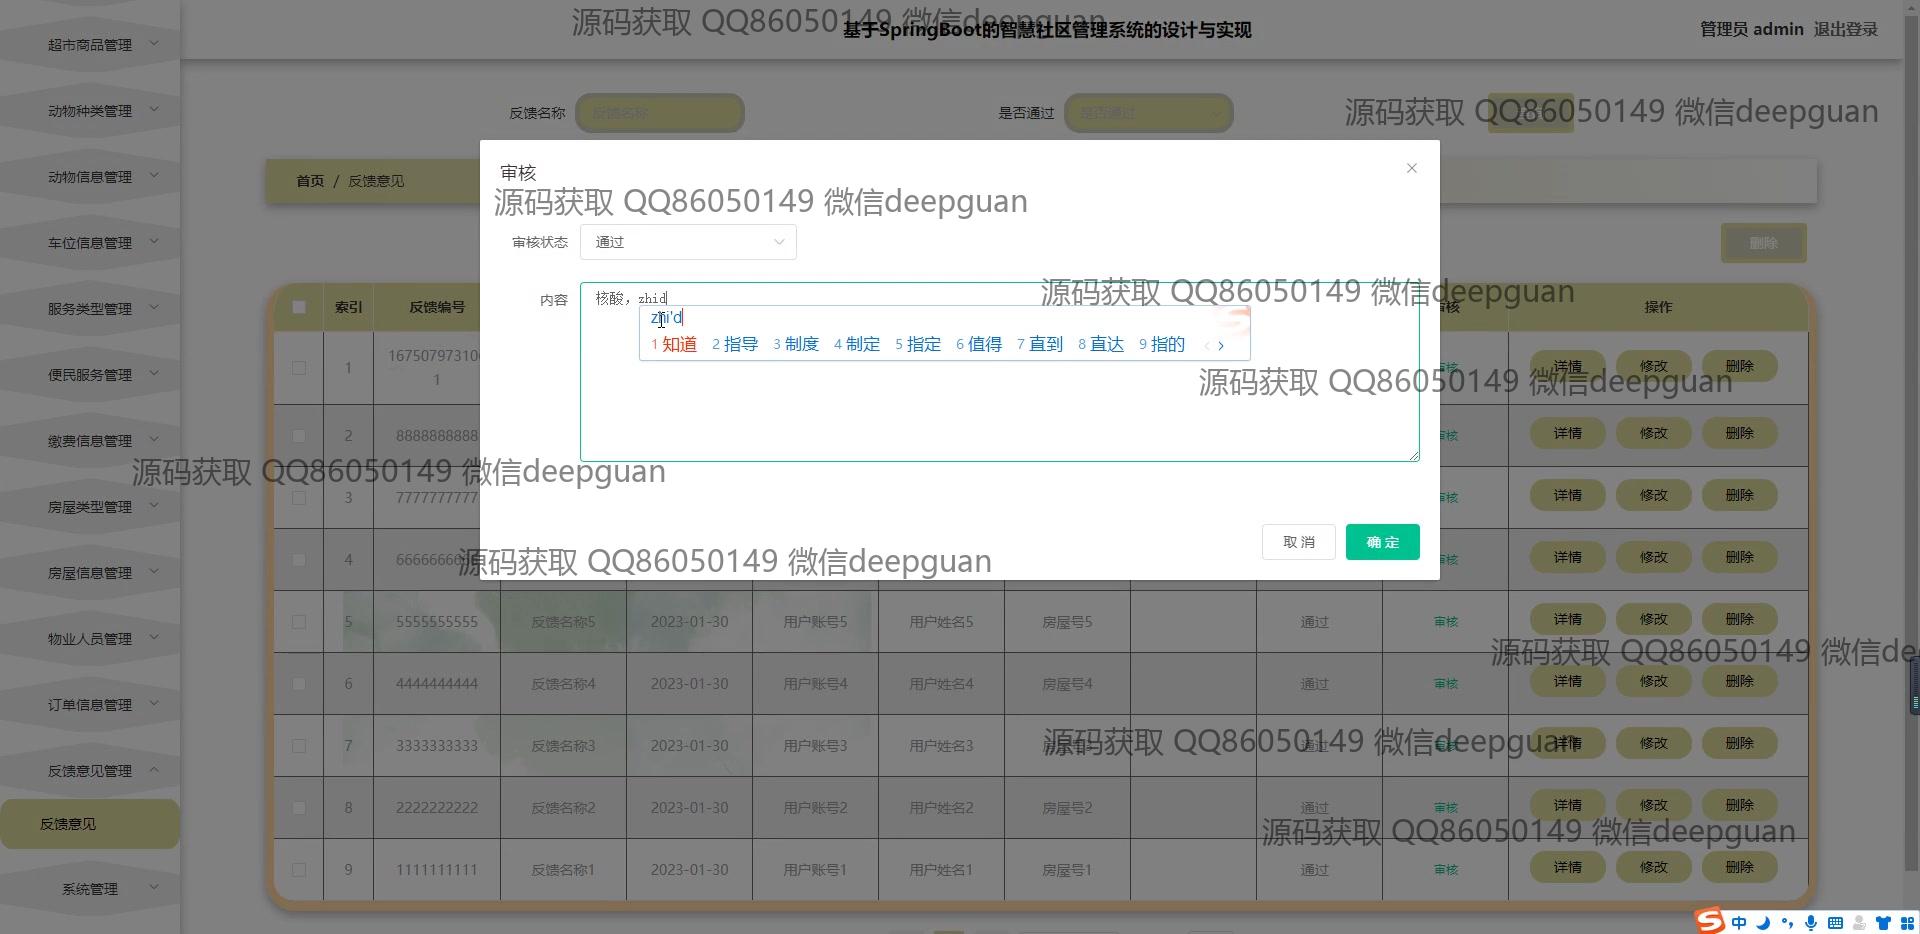 源码获取 QQ86050149 微信deepguan
基于SpringBoot的智慧社区管理系统的设计与实现
管理员 admin 退出登录
超市商品管理
动物种类管理
动物信息管理
车位信息管理
服务类型管理
便民服务管理
缴费信息管理
房屋类型管理
房屋信息管理
物业人员管理
订单信息管理
反馈意见管理
反馈意见
系统管理
反馈名称 反馈名称 是否通过 是否通过
源码获取 QQ86050149 微信deepguan
首页 / 反馈意见
删除
审核
源码获取 QQ86050149 微信deepguan
审核状态 通过
内容 核酸，zhid
zhi'd
1 知道 2 指导 3 制度 4 制定 5 指定 6 值得 7 直到 8 直达 9 指的
源码获取 QQ86050149 微信deepguan
源码获取 QQ86050149 微信deepguan
源码获取 QQ86050149 微信deepguan
取消 确定
源码获取 QQ86050149 微信deepguan
索引 反馈编号 操作
1 16750797310 1 详情 修改 删除
2 8888888888 审核 详情 修改 删除
3 7777777777 审核 详情 修改 删除
4 详情 修改 删除
5 5555555555 反馈名称5 2023-01-30 用户账号5 用户姓名5 房屋号5 通过 审核 详情 修改 删除
源码获取 QQ86050149 微信de
6 4444444444 反馈名称4 2023-01-30 用户账号4 用户姓名4 房屋号4 通过 审核 详情 修改 删除
7 3333333333 反馈名称3 2023-01-30 用户账号3 用户姓名3 通过 详情 修改 删除
源码获取 QQ86050149 微信deepguan
8 2222222222 反馈名称2 2023-01-30 用户账号2 用户姓名2 房屋号2 通过 审核 详情 修改 删除
源码获取 QQ86050149 微信deepguan
9 1111111111 反馈名称1 2023-01-30 用户账号1 用户姓名1 房屋号1 通过 审核 详情 修改 删除
中